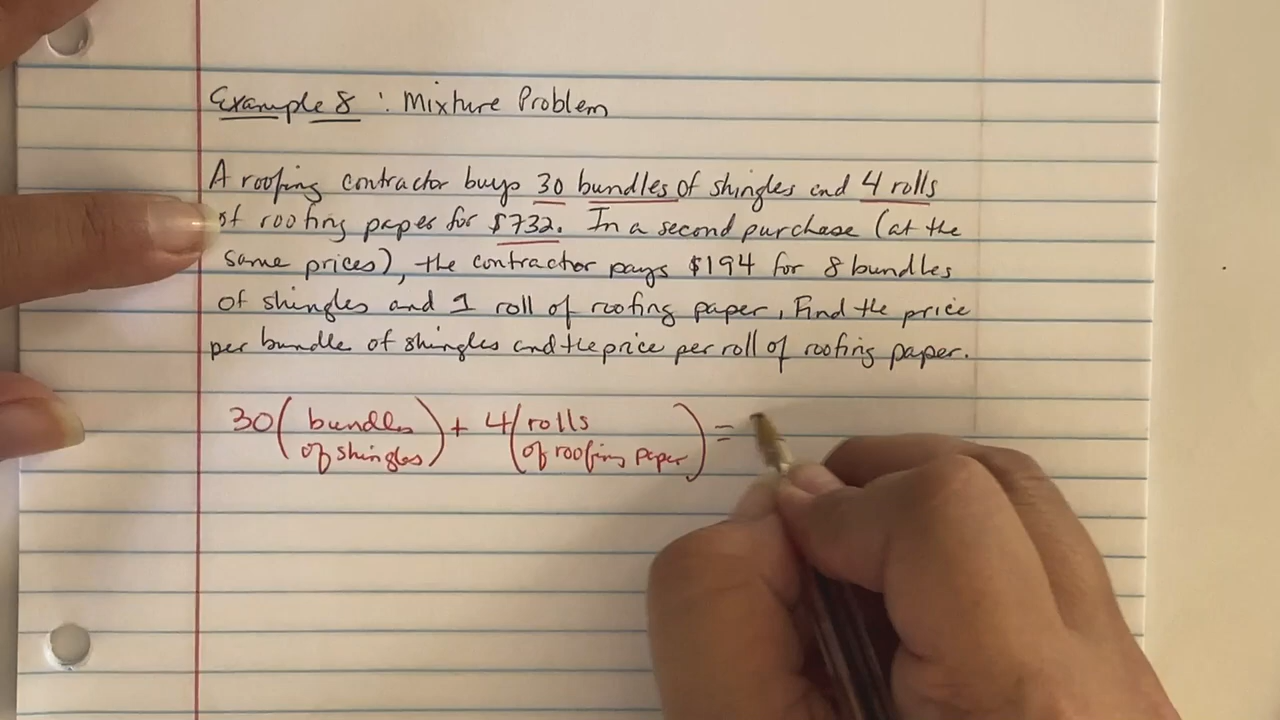 Example 8 : Mixture Problem
A roofing contractor buys 30 bundles of shingles and 4 rolls
of roofing paper for $732. In a second purchase (at the
same prices), the contractor pays $194 for 8 bundles
of shingles and 1 roll of roofing paper. Find the price
per bundle of shingles and the price per roll of roofing paper.
30 ( bundles of shingles ) + 4 ( rolls of roofing paper ) =